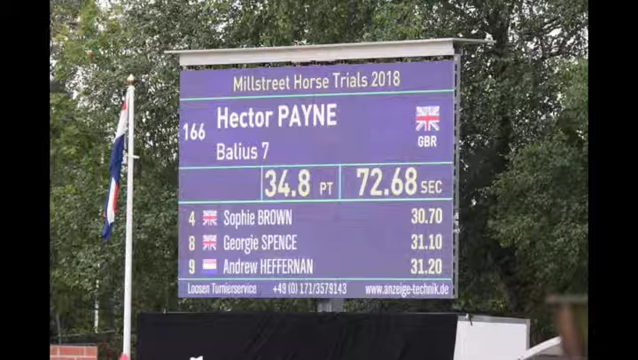 Millstreet Horse Trials 2018
166 Hector PAYNE
Balius 7 GBR
34.8 PT 72.68 SEC
4 Sophie BROWN 30.70
8 Georgie SPENCE 31.10
9 Andrew HEFFERNAN 31.20
Loosen Turnierservice +49 (0) 171/3579143 www.anzeige-technik.de